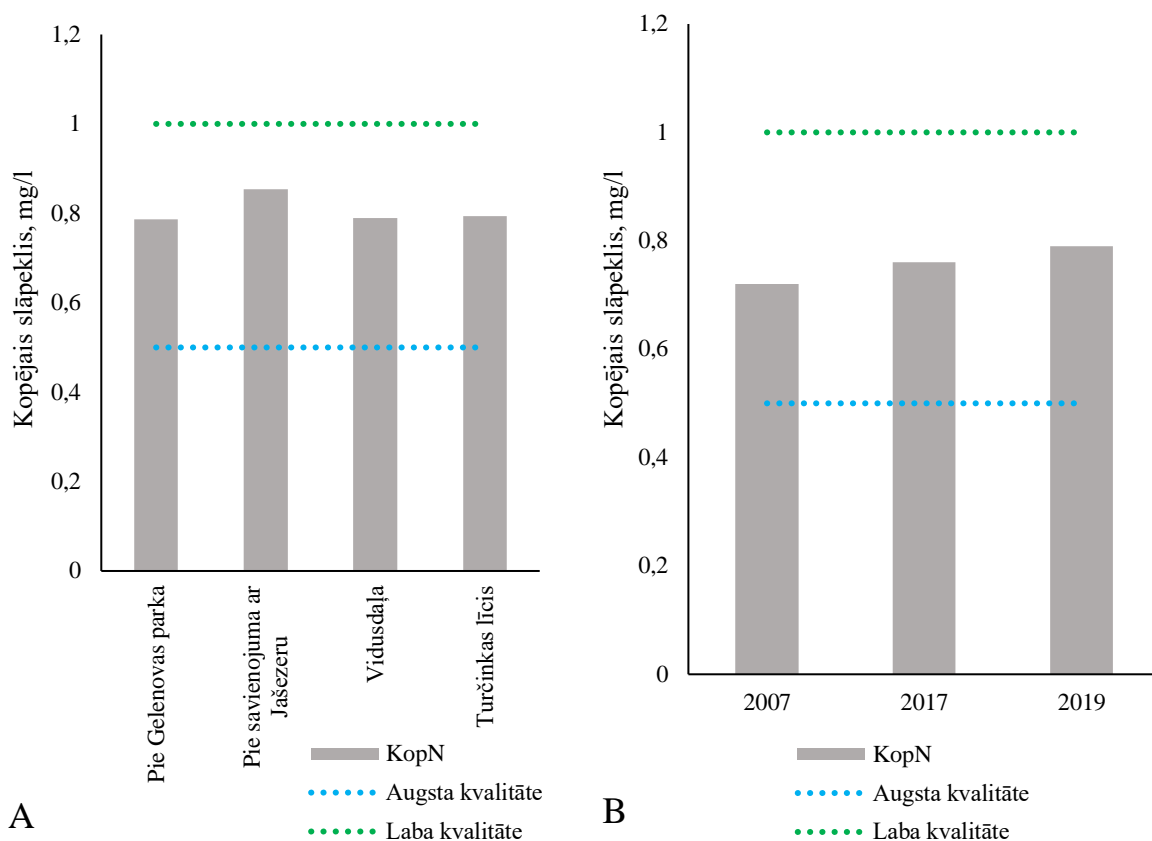 Kopējais slāpeklis, mg/l
1,2
1
0,8
0,6
0,4
0,2
0
Pie Gelenovas parka
Pie savienojuma ar
Jašezeru
Vidusdaļa
Turčinkas līcis
KopN
Augsta kvalitāte
Laba kvalitāte
A
Kopējais slāpeklis, mg/l
1,2
1
0,8
0,6
0,4
0,2
0
2007
2017
2019
KopN
Augsta kvalitāte
Laba kvalitāte
B